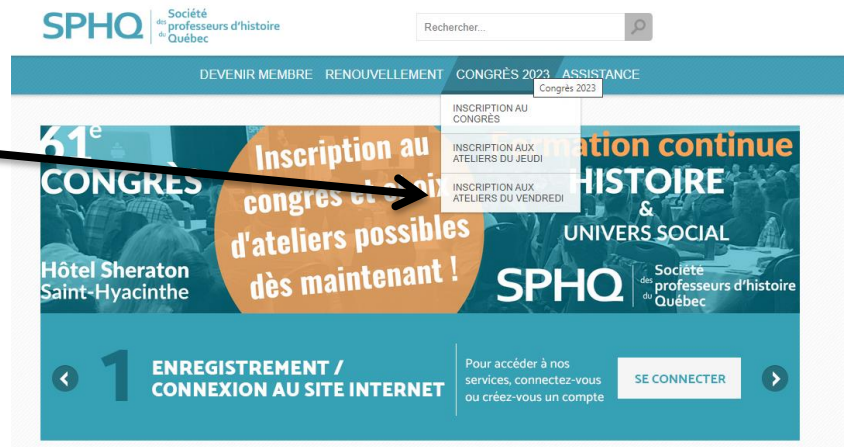 SPHQ
Société
des professeurs d'histoire
du Québec
Rechercher...
DEVENIR MEMBRE RENOUVELLEMENT CONGRÈS 2023 ASSISTANCE
Congrès 2023
INSCRIPTION AU
CONGRÈS
INSCRIPTION AUX
ATELIERS DU JEUDI
INSCRIPTION AUX
ATELIERS DU VENDREDI
61e
CONGRÈS
Hôtel Sheraton
Saint-Hyacinthe
Inscription au
congrès et
d'ateliers possibles
dès maintenant !
continue
HISTOIRE
&
UNIVERS SOCIAL
SPHQ
Société
des professeurs d'histoire
du Québec
1
ENREGISTREMENT /
CONNEXION AU SITE INTERNET
Pour accéder à nos
services, connectez-vous
ou créez-vous un compte
SE CONNECTER